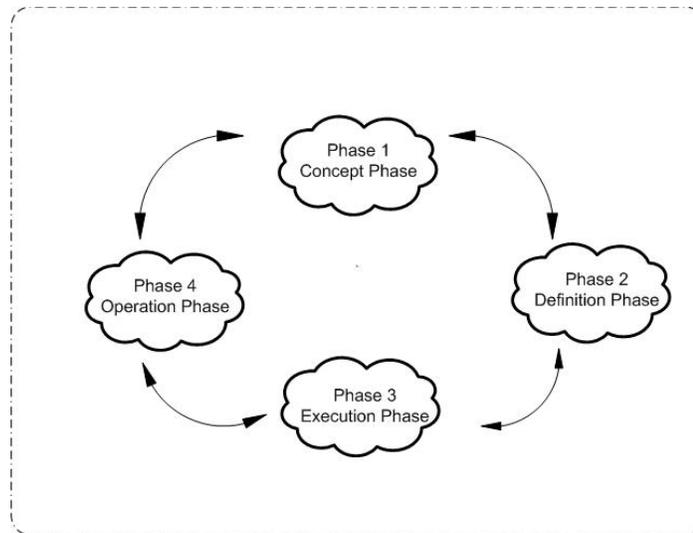 Phase 1
Concept Phase
Phase 4
Operation Phase
Phase 2
Definition Phase
Phase 3
Execution Phase